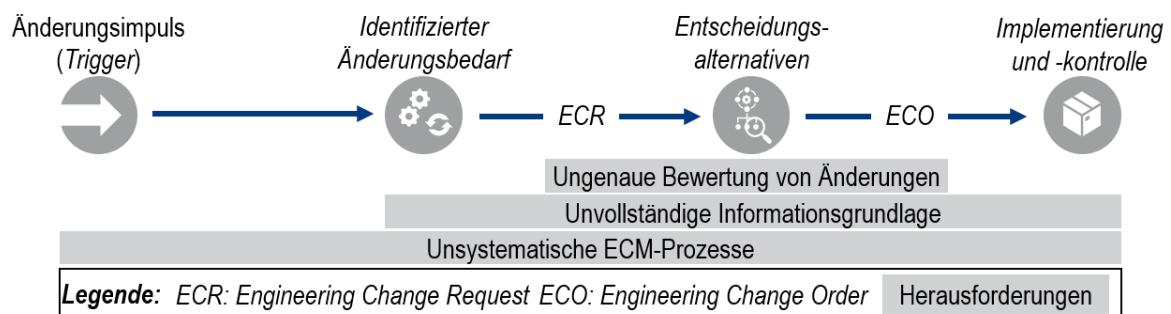 Änderungsimpuls
(Trigger)
Identifizierter
Änderungsbedarf
Entscheidungs-
alternativen
Implementierung
und -kontrolle
ECR
ECO
Ungenaue Bewertung von Änderungen
Unvollständige Informationsgrundlage
Unsystematische ECM-Prozesse
Legende: ECR: Engineering Change Request ECO: Engineering Change Order Herausforderungen